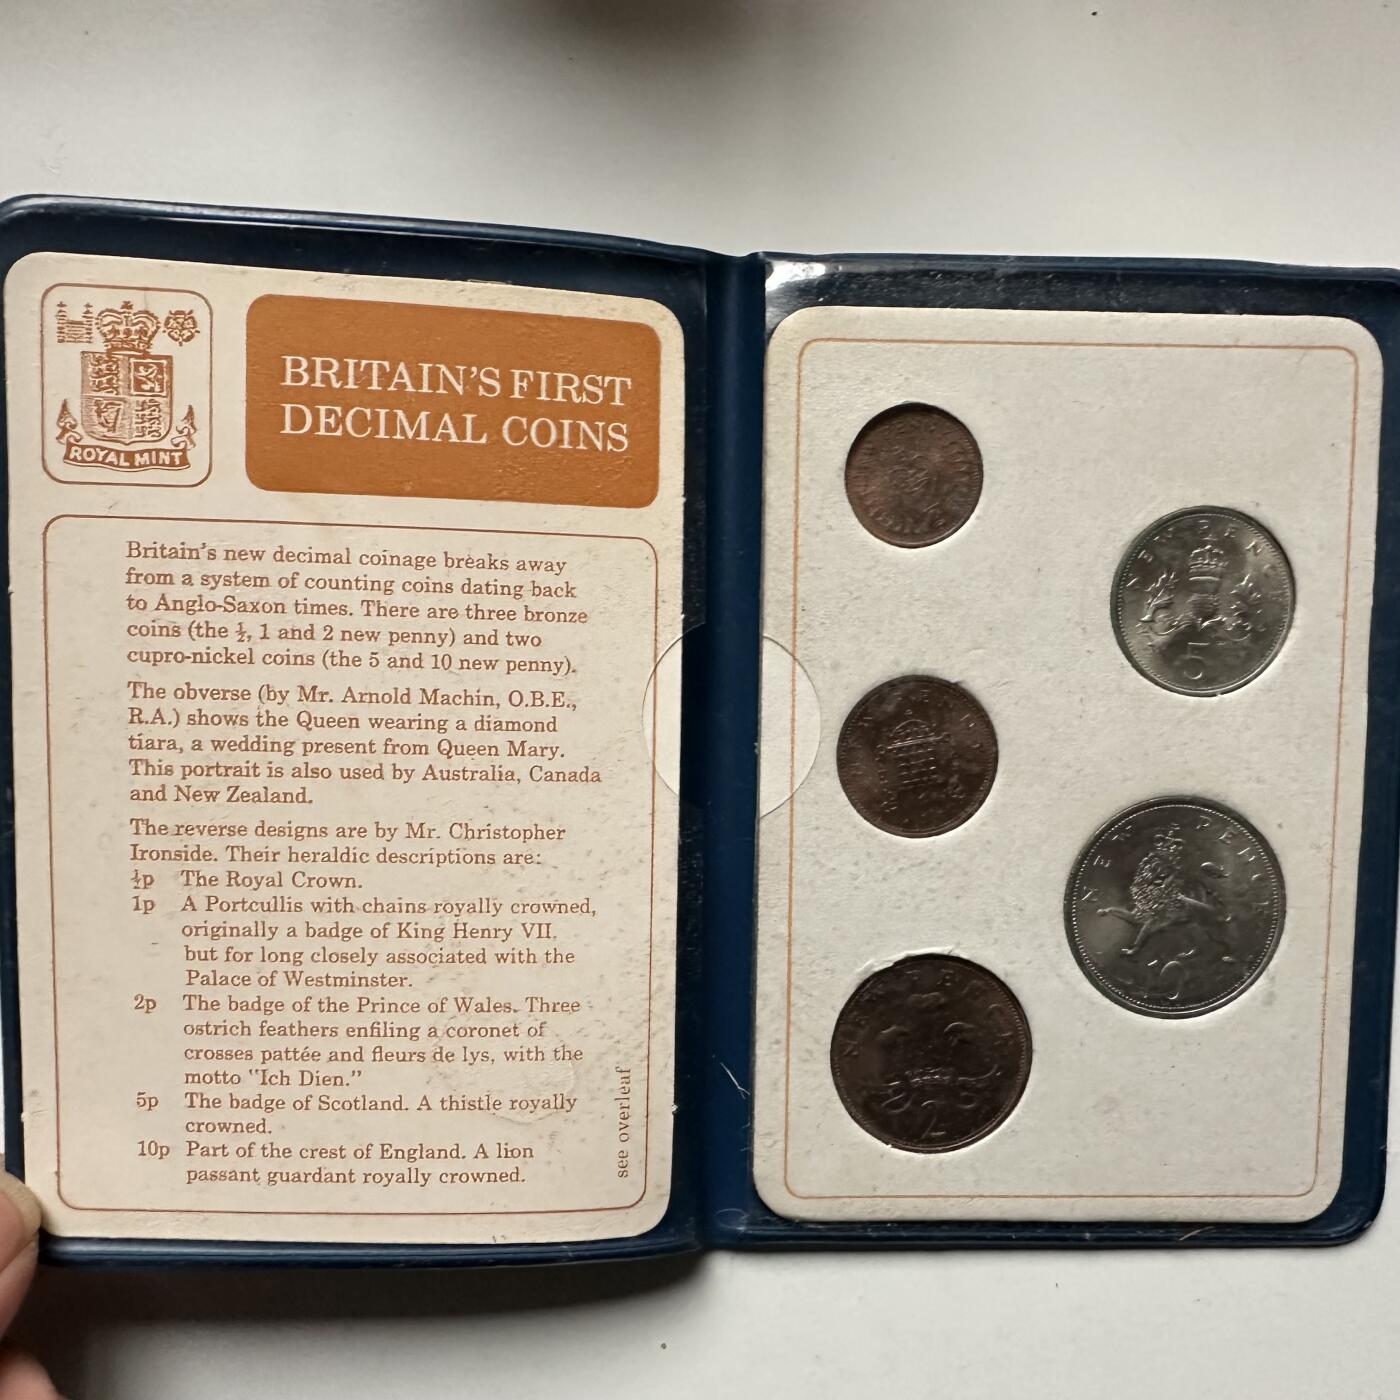 ROYAL MINT
BRITAIN'S FIRST
DECIMAL COINS
Britain's new decimal coinage breaks away
from a system of counting coins dating back
to Anglo-Saxon times. There are three bronze
coins (the ½, 1 and 2 new penny) and two
cupro-nickel coins (the 5 and 10 new penny).
The obverse (by Mr. Arnold Machin, O.B.E.,
R.A.) shows the Queen wearing a diamond
tiara, a wedding present from Queen Mary.
This portrait is also used by Australia, Canada
and New Zealand.
The reverse designs are by Mr. Christopher
Ironside. Their heraldic descriptions are:
½p The Royal Crown.
1p A Portcullis with chains royally crowned,
originally a badge of King Henry VII,
but for long closely associated with the
Palace of Westminster.
2p The badge of the Prince of Wales. Three
ostrich feathers enfiling a coronet of
crosses pattée and fleurs de lys, with the
motto "Ich Dien."
5p The badge of Scotland. A thistle royally
crowned.
10p Part of the crest of England. A lion
passant guardant royally crowned.
see overleaf
NEW PENCE
5
NEW PENCE
10
NEW PENCE
2